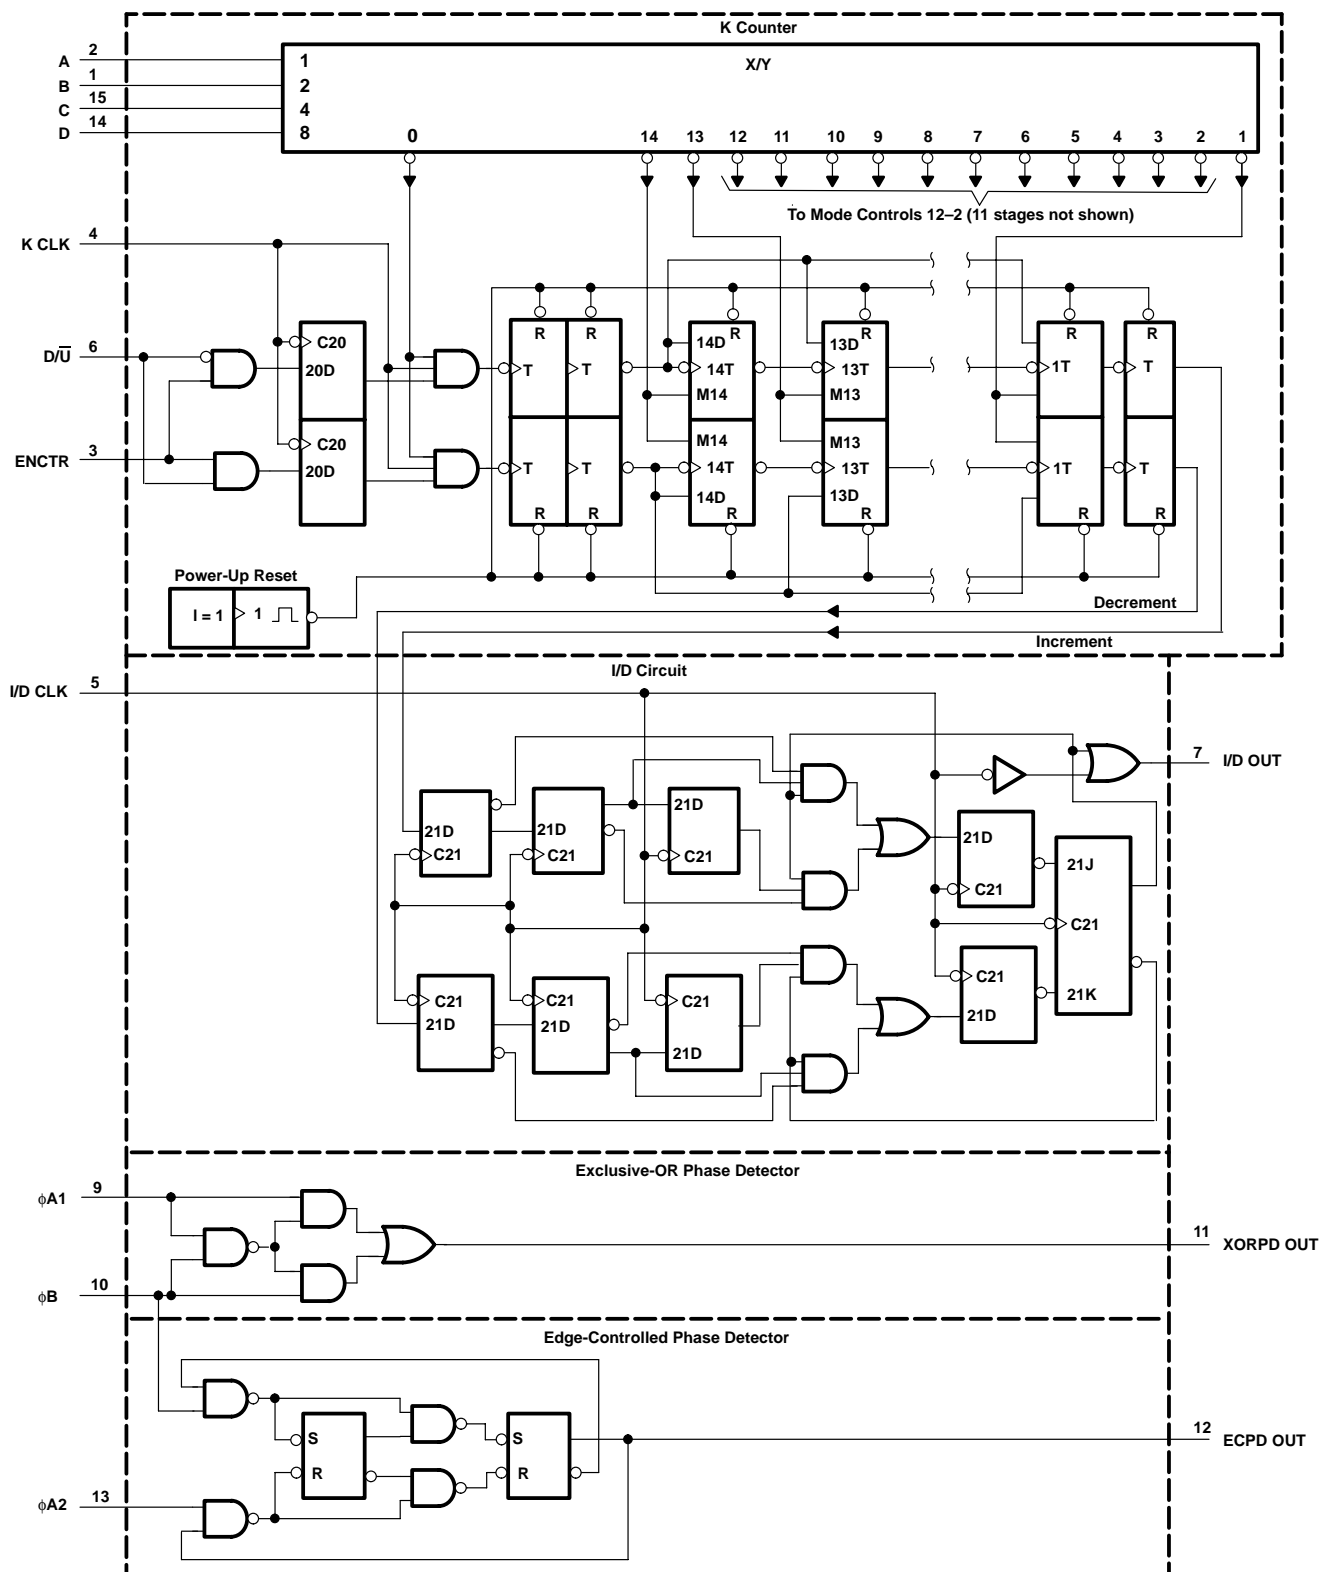 K Counter
A 2 1 X/Y
B 1 2
C 15 4
D 14 8
0 14 13 12 11 10 9 8 7 6 5 4 3 2 1
To Mode Controls 12–2 (11 stages not shown)
K CLK 4
R R R R R R
C20 14D 13D
D/U̅ 6 20D T T 14T 13T 1T T
M14 M13
C20 M14 M13
ENCTR 3 20D T T 14T 13T 1T T
14D 13D
R R R R R R
Power-Up Reset
I = 1 1
Decrement
Increment
I/D Circuit
I/D CLK 5
7 I/D OUT
21D
21D 21D 21D
C21 C21 C21 21J
C21
C21
C21 C21 C21 C21
21D 21D 21K
21D 21D
Exclusive-OR Phase Detector
ϕA1 9
11 XORPD OUT
ϕB 10
Edge-Controlled Phase Detector
S S 12 ECPD OUT
R R
ϕA2 13